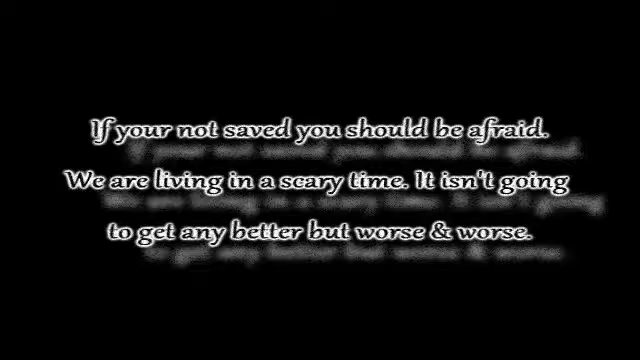 If your not saved you should be afraid.
We are living in a scary time. It isn't going
to get any better but worse & worse.